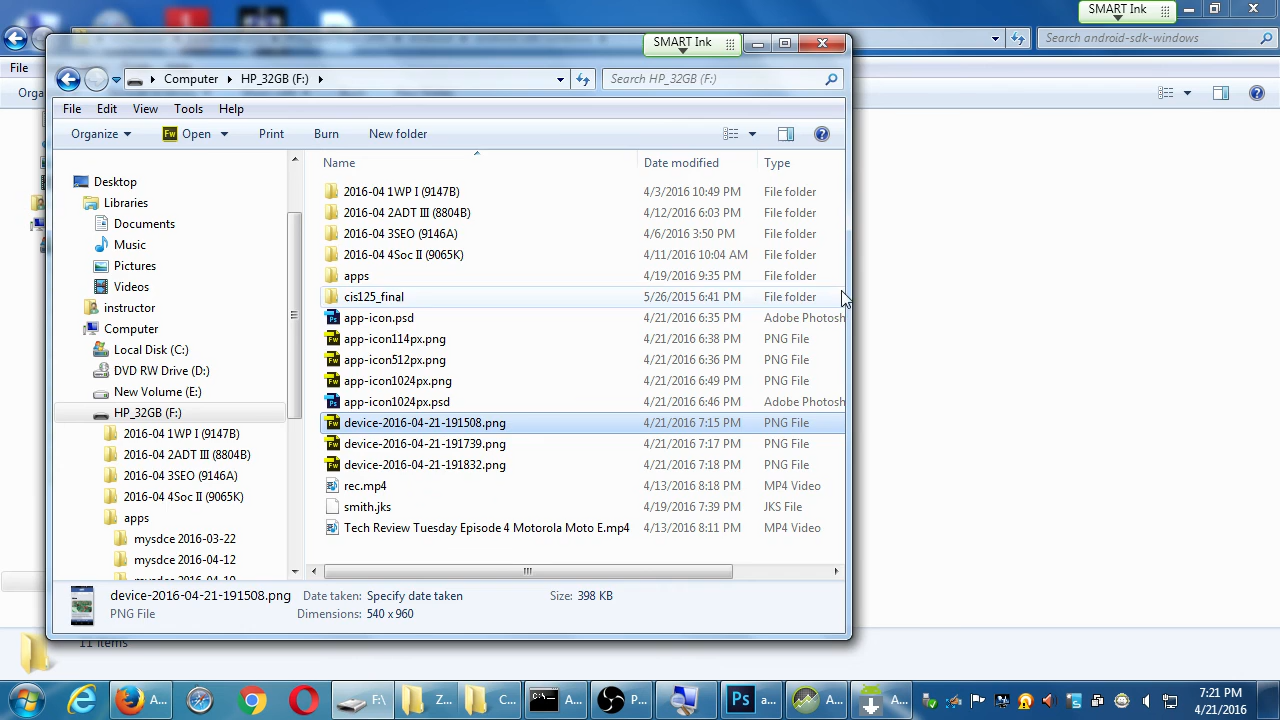 SMART Ink
Search android-sdk-windows
SMART Ink
File
Computer
HP_32GB (F:)
Search HP_32GB (F:)
Orga
File Edit View Tools Help
Organize
Fw Open
Print
Burn
New folder
Name
Date modified
Type
Desktop
Libraries
Documents
Music
Pictures
Videos
instructor
Computer
Local Disk (C:)
DVD RW Drive (D:)
New Volume (E:)
HP_32GB (F:)
2016-04 1WP I (9147B)
2016-04 2ADT III (8804B)
2016-04 3SEO (9146A)
2016-04 4Soc II (9065K)
apps
mysdce 2016-03-22
mysdce 2016-04-12
mysdce 2016-04-19
2016-04 1WP I (9147B) 4/3/2016 10:49 PM File folder
2016-04 2ADT III (8804B) 4/12/2016 6:03 PM File folder
2016-04 3SEO (9146A) 4/6/2016 3:50 PM File folder
2016-04 4Soc II (9065K) 4/11/2016 10:04 AM File folder
apps 4/19/2016 9:35 PM File folder
cis125_final 5/26/2015 6:41 PM File folder
app-icon.psd 4/21/2016 6:35 PM Adobe Photosh
app-icon114px.png 4/21/2016 6:38 PM PNG File
app-icon512px.png 4/21/2016 6:36 PM PNG File
app-icon1024px.png 4/21/2016 6:49 PM PNG File
app-icon1024px.psd 4/21/2016 6:46 PM Adobe Photosh
device-2016-04-21-191508.png 4/21/2016 7:15 PM PNG File
device-2016-04-21-191739.png 4/21/2016 7:17 PM PNG File
device-2016-04-21-191832.png 4/21/2016 7:18 PM PNG File
rec.mp4 4/13/2016 8:18 PM MP4 Video
smith.jks 4/19/2016 7:39 PM JKS File
Tech Review Tuesday Episode 4 Motorola Moto E.mp4 4/13/2016 8:11 PM MP4 Video
device-2016-04-21-191508.png Date taken: Specify date taken Size: 398 KB
PNG File Dimensions: 540 x 960
11 items
A...
F:\
Z...
C...
A...
P...
Ps a...
A...
A...
7:21 PM
4/21/2016